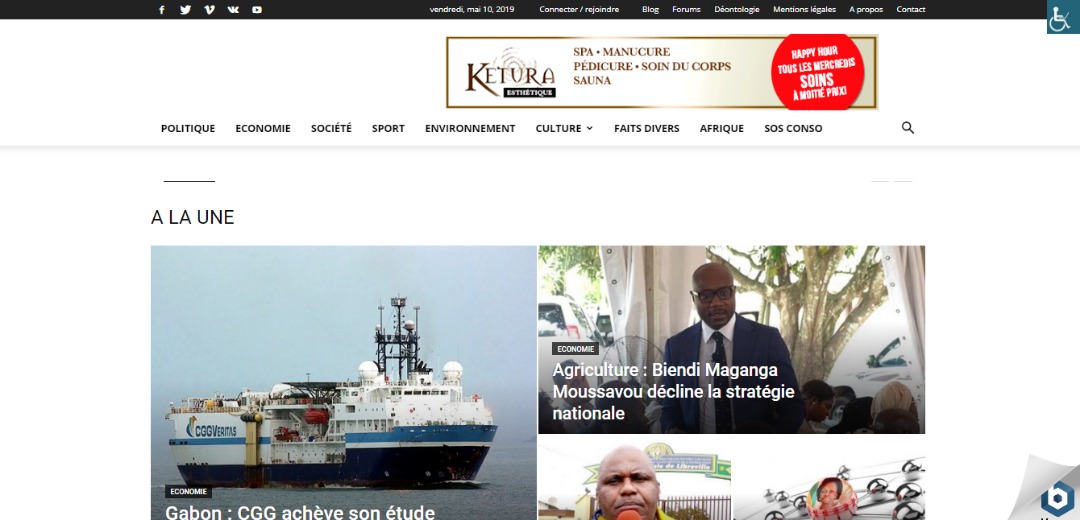 vendredi, mai 10, 2019 Connecter / rejoindre Blog Forums Déontologie Mentions légales A propos Contact
KETURA
ESTHÉTIQUE
SPA • MANUCURE
PÉDICURE • SOIN DU CORPS
SAUNA
HAPPY HOUR
TOUS LES MERCREDIS
SOINS
À MOITIÉ PRIX!
POLITIQUE ECONOMIE SOCIÉTÉ SPORT ENVIRONNEMENT CULTURE FAITS DIVERS AFRIQUE SOS CONSO
A LA UNE
CGGVERITAS
ECONOMIE
Gabon : CGG achève son étude
ECONOMIE
Agriculture : Biendi Maganga
Moussavou décline la stratégie
nationale
de Libreville